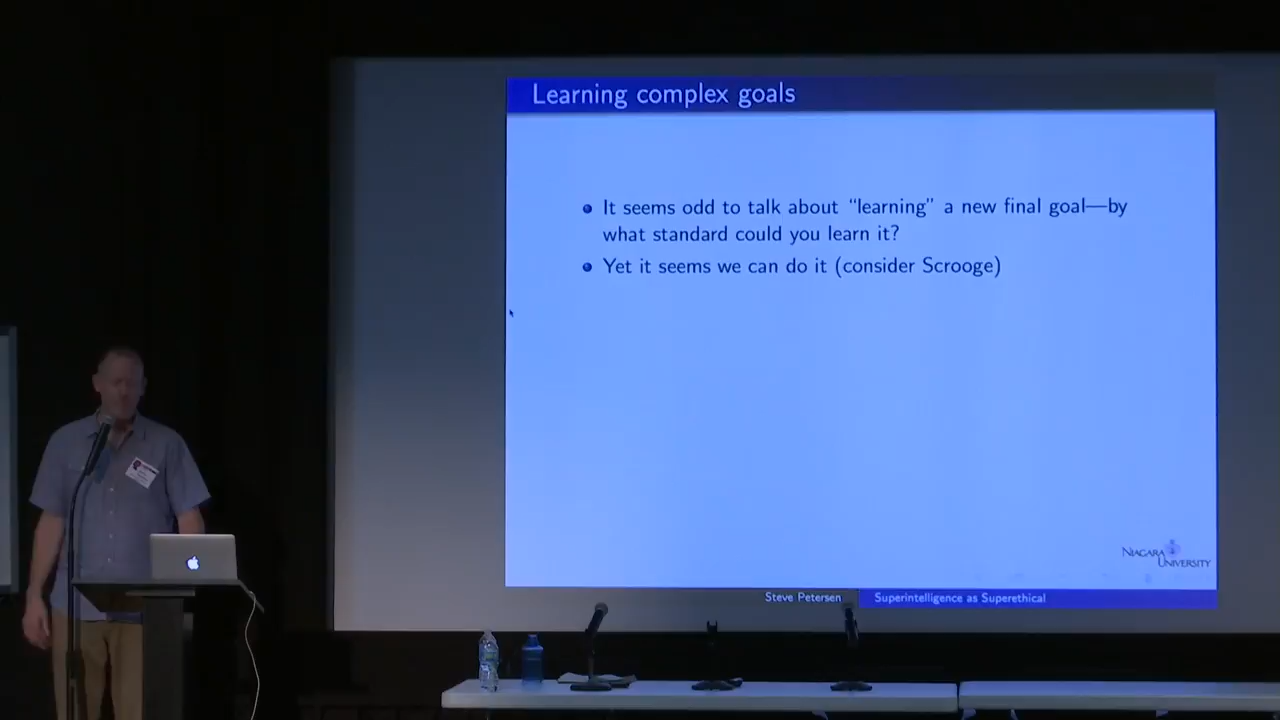 Learning complex goals
It seems odd to talk about “learning” a new final goal—by
what standard could you learn it?
Yet it seems we can do it (consider Scrooge)
NIAGARA
UNIVERSITY
Steve Petersen
Superintelligence as Superethical